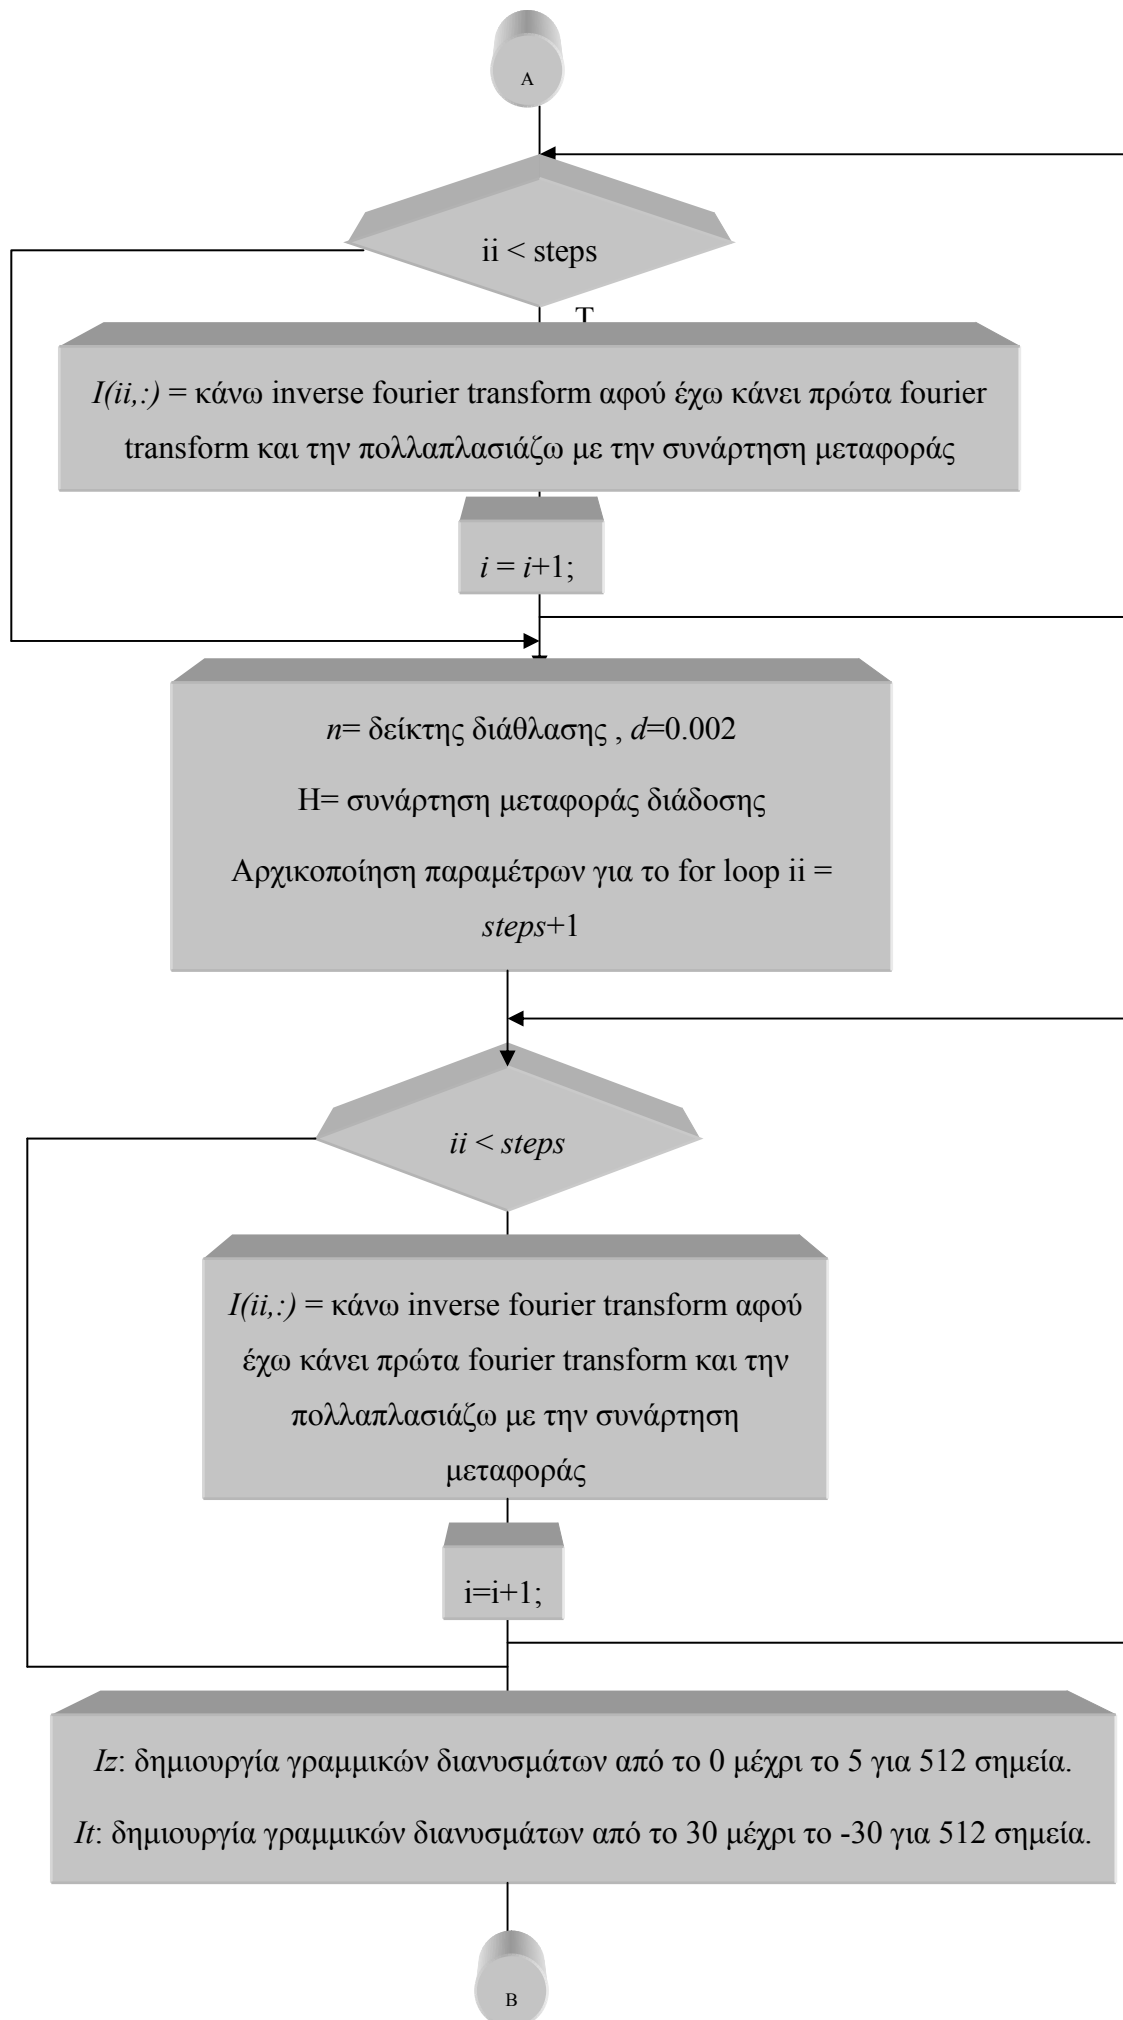 A
ii < steps
T
I(ii,:) = κάνω inverse fourier transform αφού έχω κάνει πρώτα fourier
transform και την πολλαπλασιάζω με την συνάρτηση μεταφοράς
i = i+1;
n= δείκτης διάθλασης , d=0.002
H= συνάρτηση μεταφοράς διάδοσης
Αρχικοποίηση παραμέτρων για το for loop ii =
steps+1
ii < steps
I(ii,:) = κάνω inverse fourier transform αφού
έχω κάνει πρώτα fourier transform και την
πολλαπλασιάζω με την συνάρτηση
μεταφοράς
i=i+1;
Iz: δημιουργία γραμμικών διανυσμάτων από το 0 μέχρι το 5 για 512 σημεία.
It: δημιουργία γραμμικών διανυσμάτων από το 30 μέχρι το -30 για 512 σημεία.
B